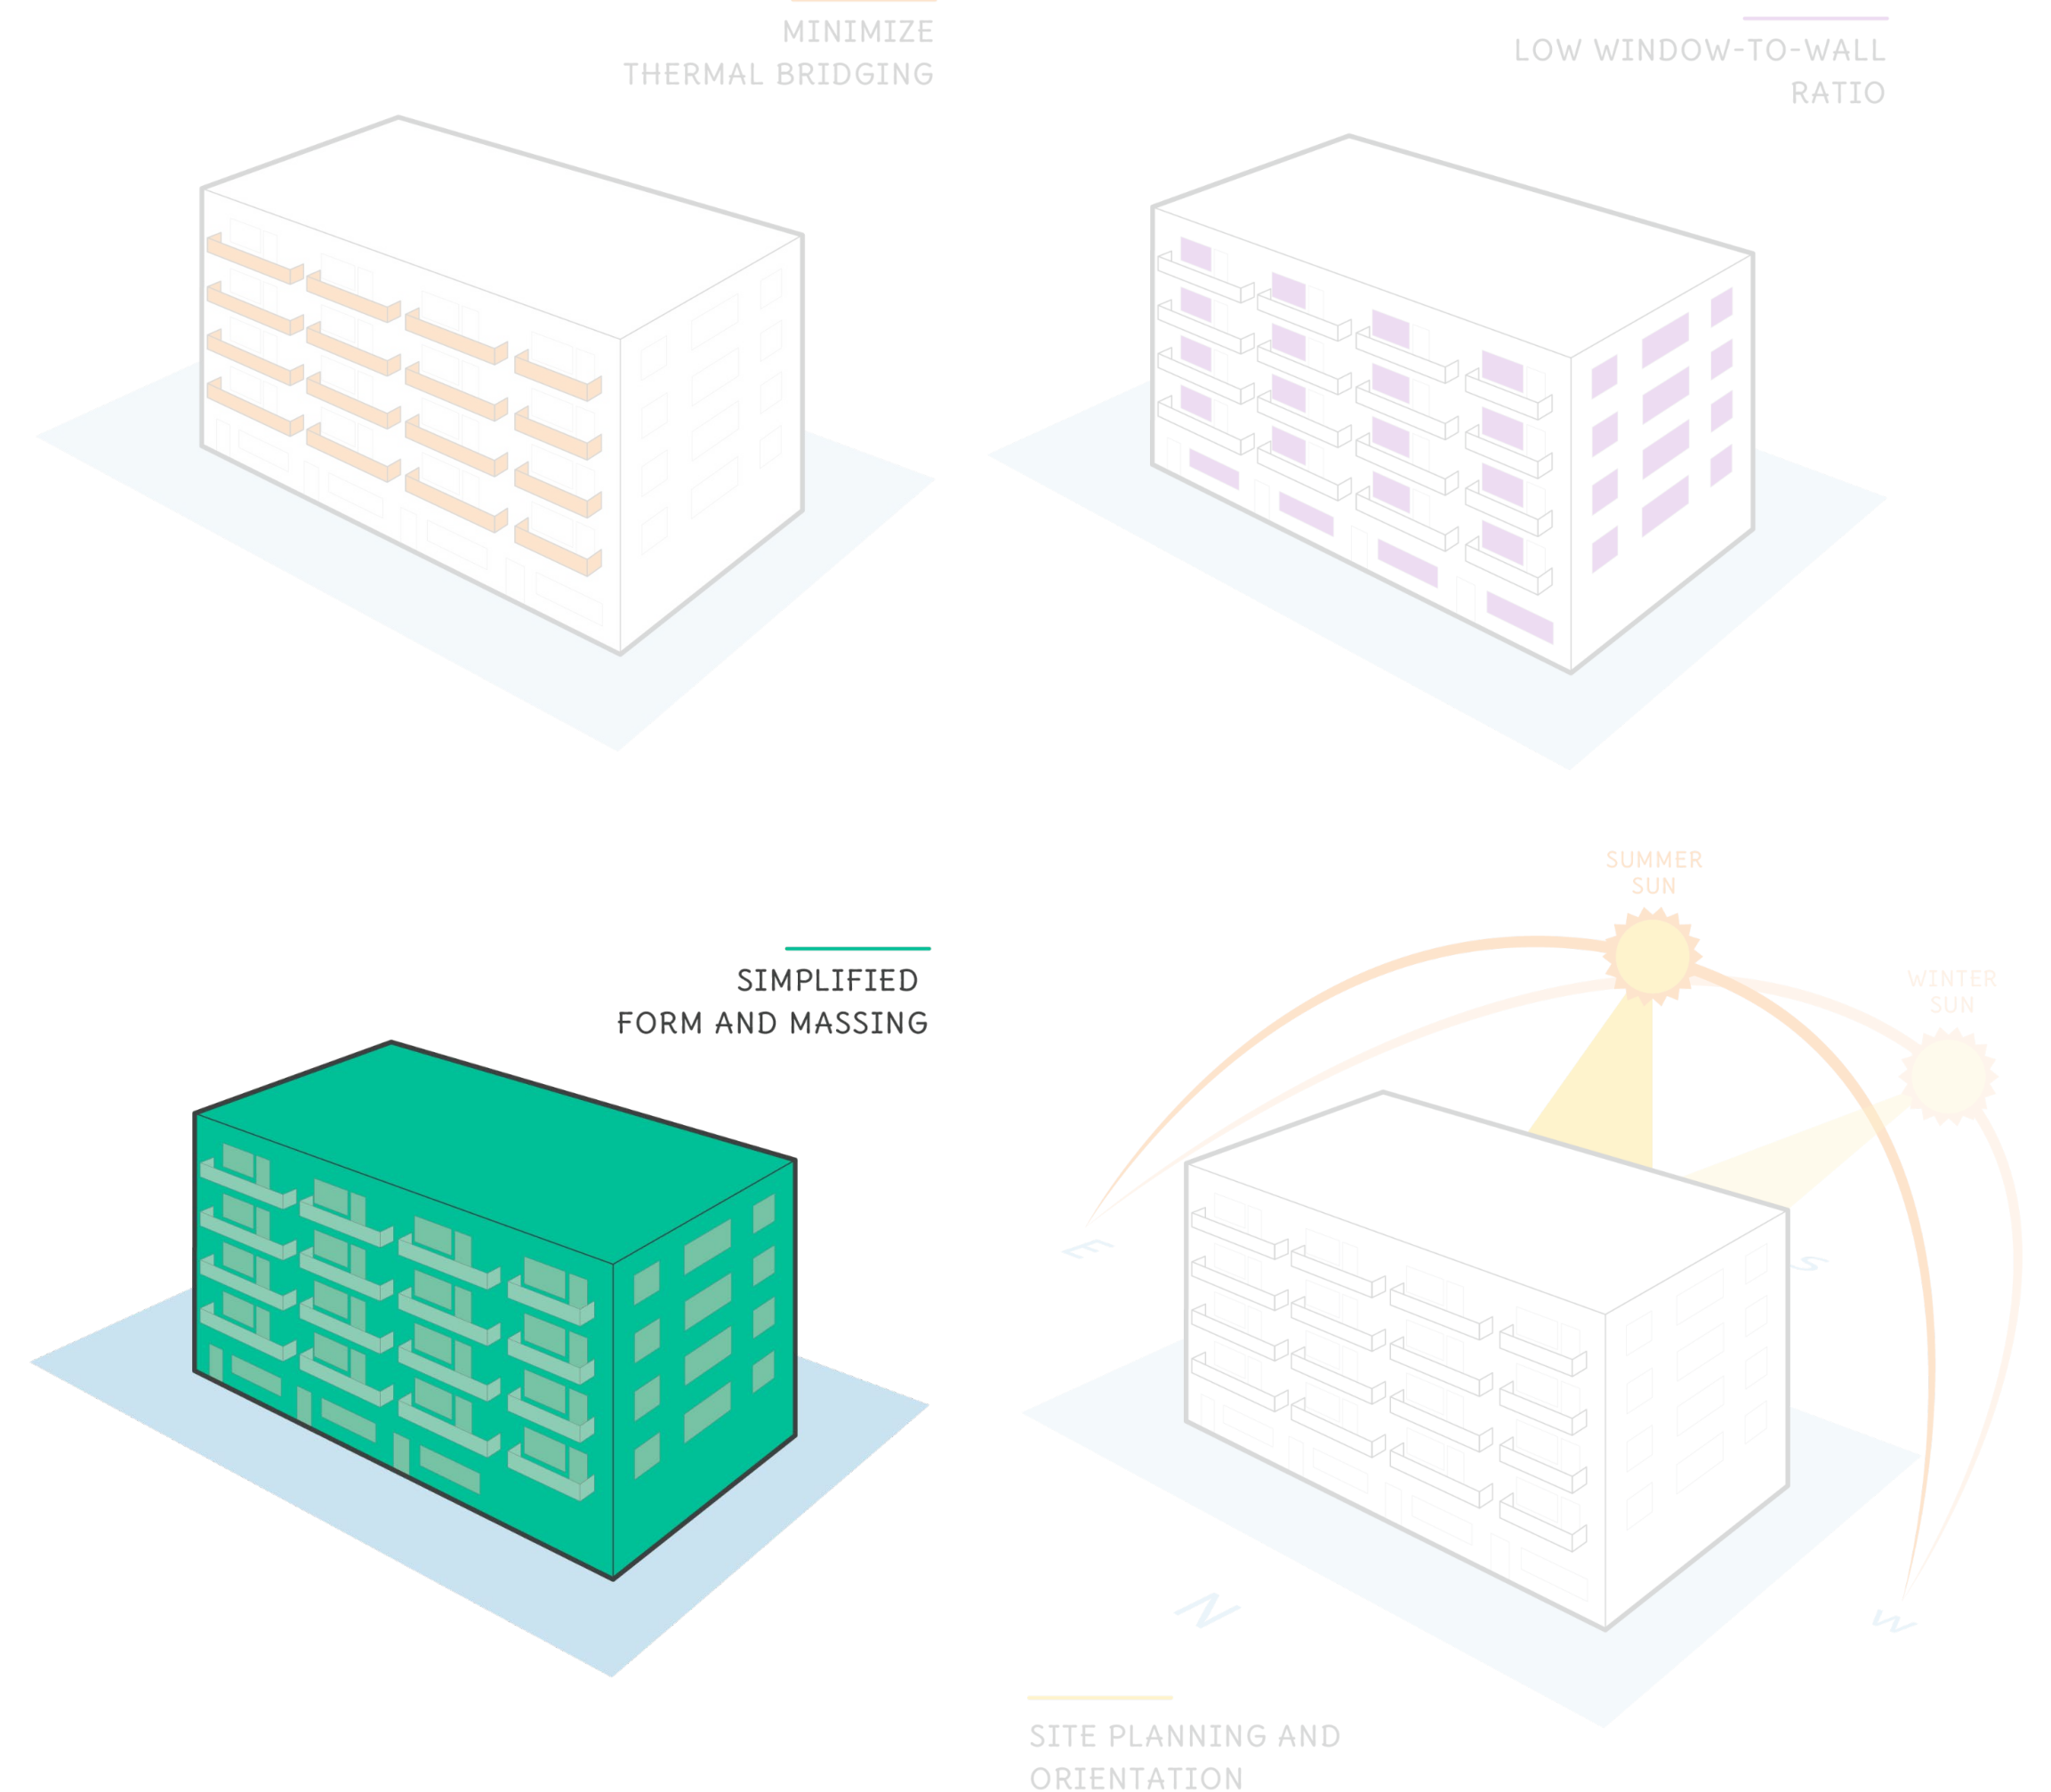 MINIMIZE
THERMAL BRIDGING
LOW WINDOW-TO-WALL
RATIO
SIMPLIFIED
FORM AND MASSING
SUMMER
SUN
WINTER
SUN
E
S
N
W
SITE PLANNING AND
ORIENTATION